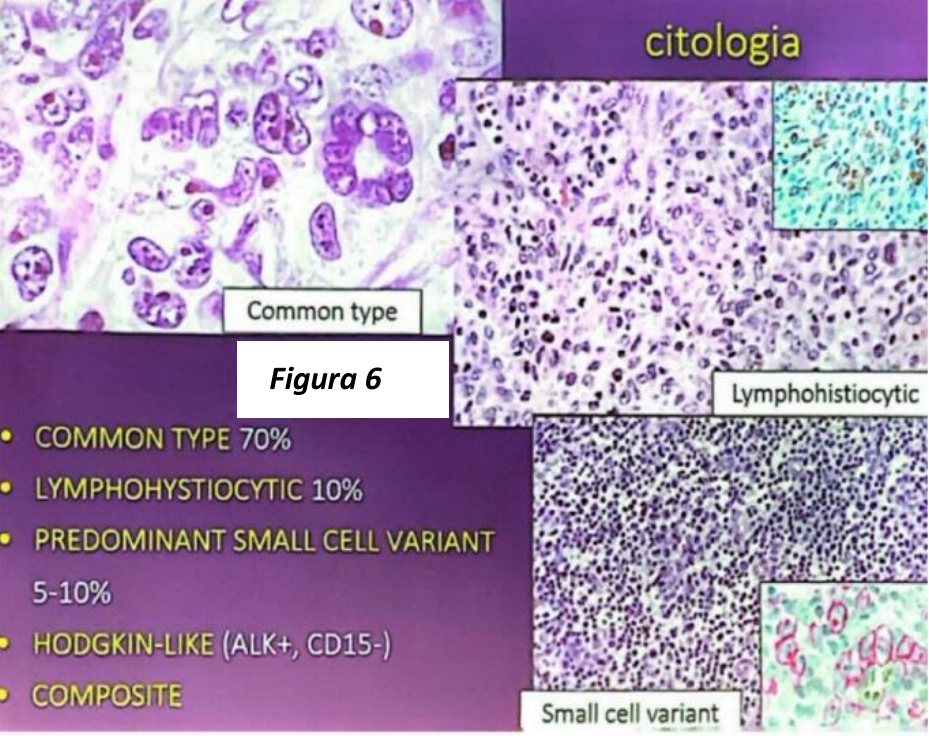 citologia
Common type
Lymphohistiocytic
Figura 6
• COMMON TYPE 70%
• LYMPHOHYSTIOCYTIC 10%
• PREDOMINANT SMALL CELL VARIANT
5-10%
• HODGKIN-LIKE (ALK+, CD15-)
• COMPOSITE
Small cell variant